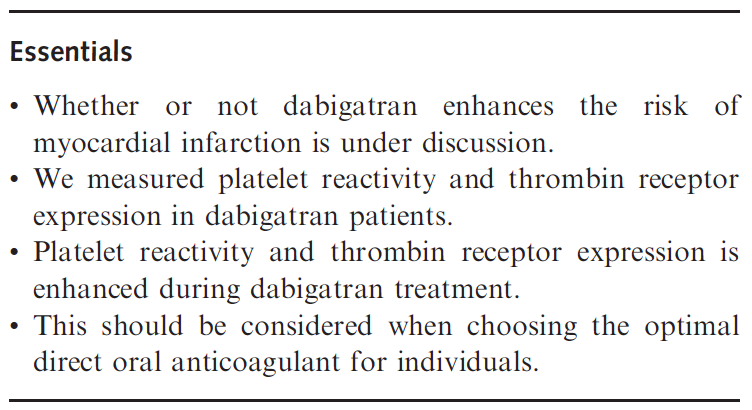 Essentials
• Whether or not dabigatran enhances the risk of
myocardial infarction is under discussion.
• We measured platelet reactivity and thrombin receptor
expression in dabigatran patients.
• Platelet reactivity and thrombin receptor expression is
enhanced during dabigatran treatment.
• This should be considered when choosing the optimal
direct oral anticoagulant for individuals.